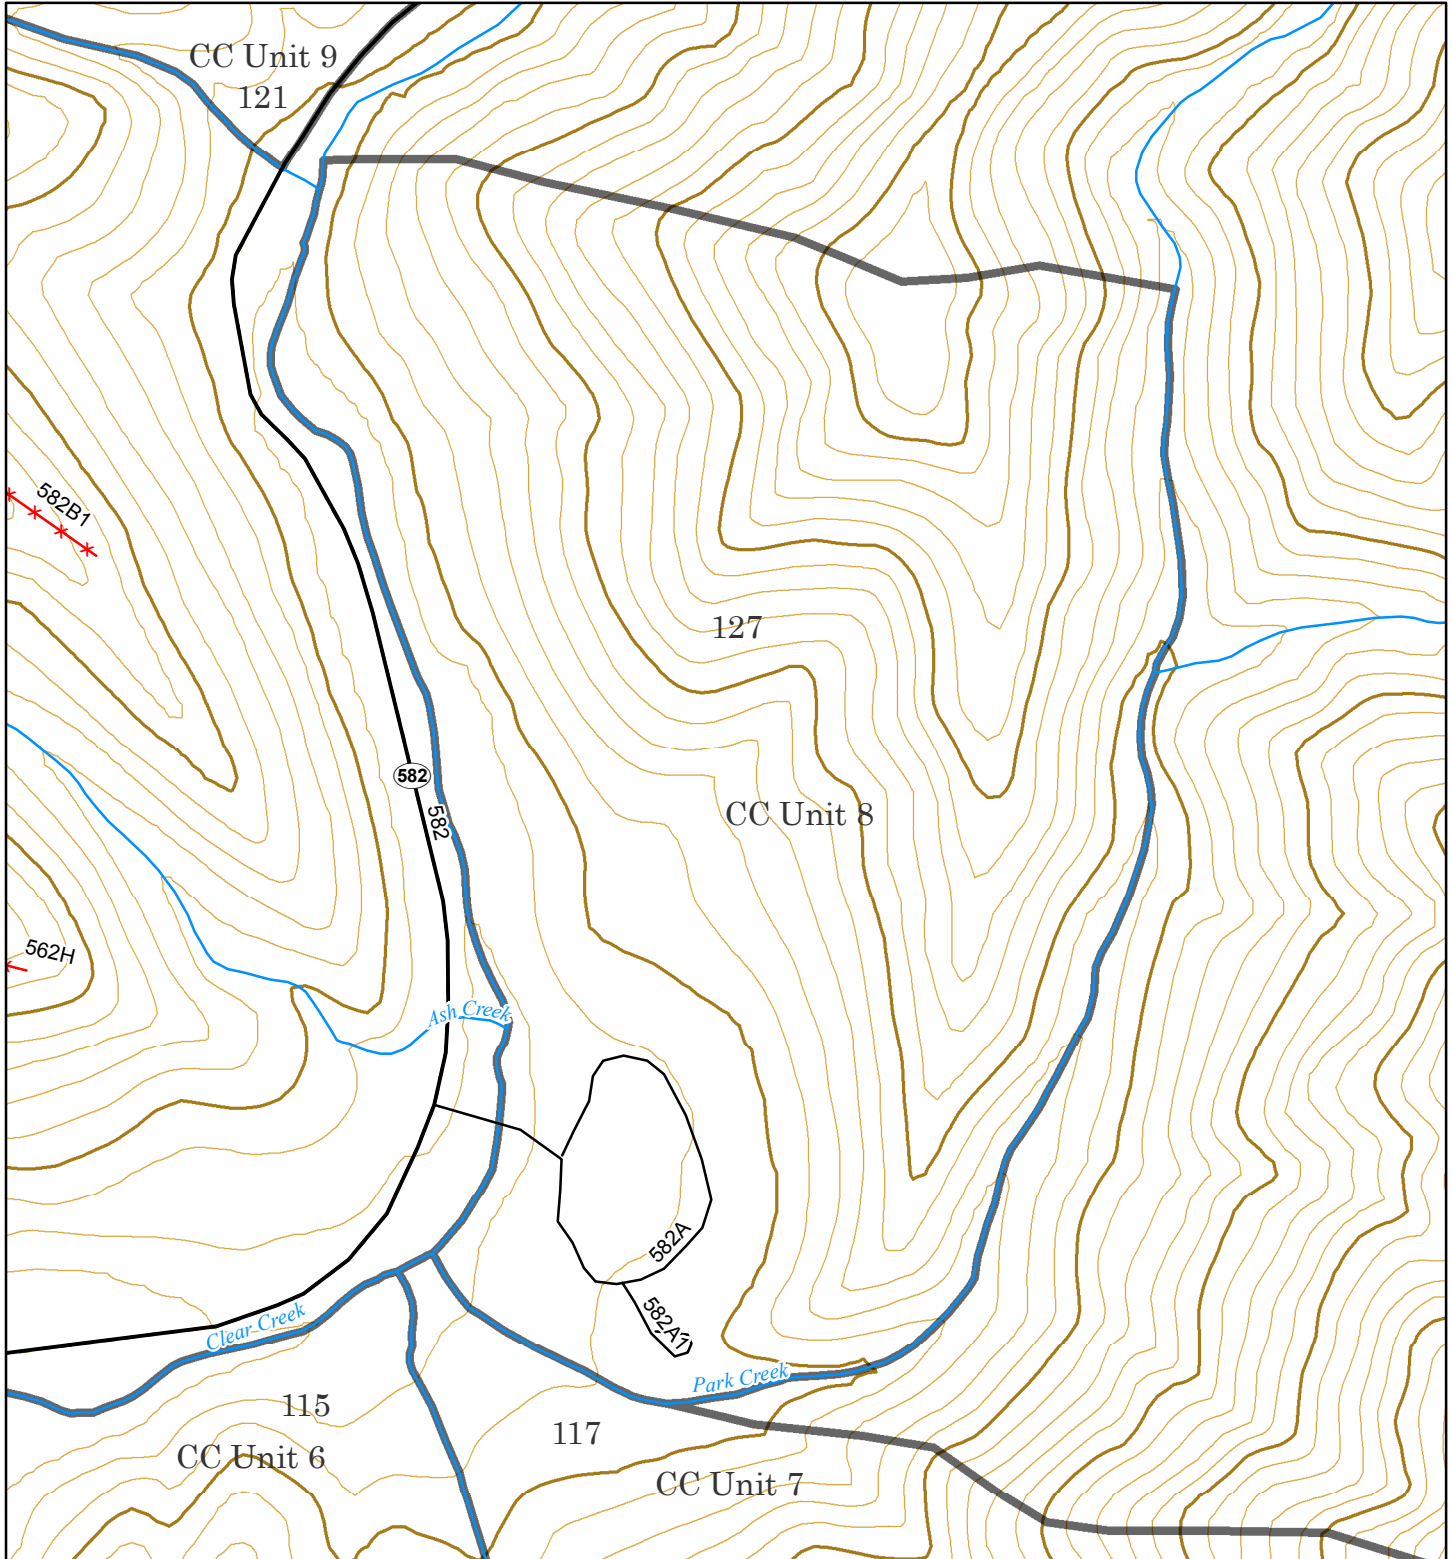 CC Unit 9
121
582B1
127
582
582
CC Unit 8
562H
Ash Creek
582A
582A1
Clear Creek
Park Creek
115
117
CC Unit 6
CC Unit 7